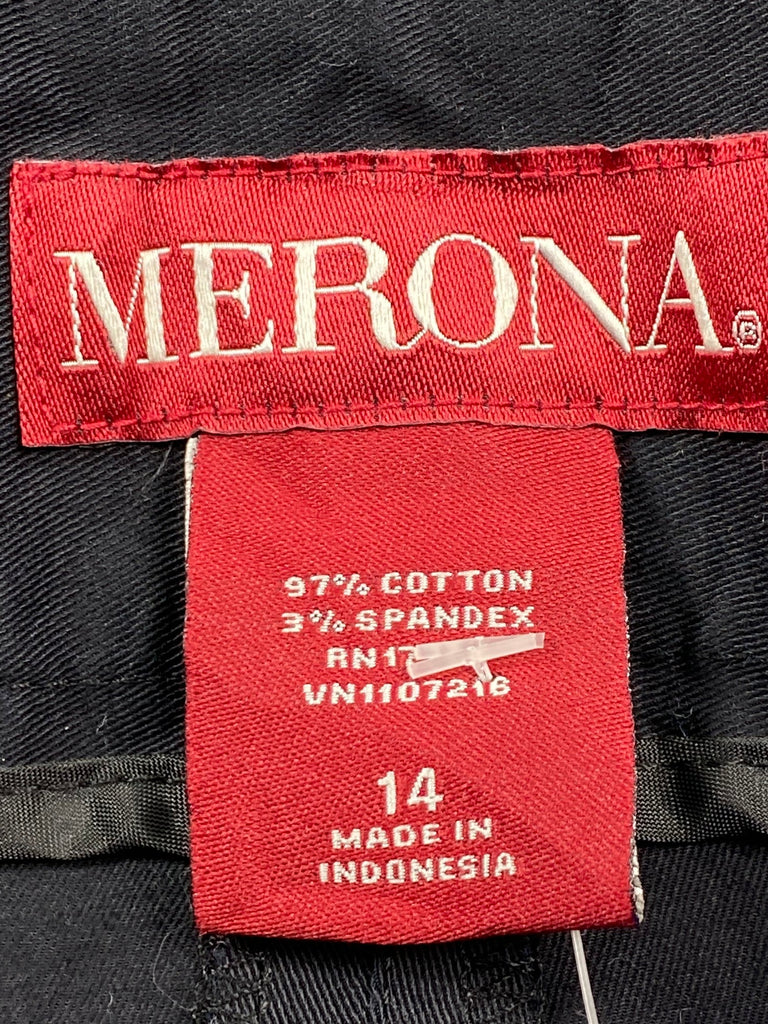 MERONA®
97% COTTON
3% SPANDEX
VN1107216
14
MADE IN
INDONESIA